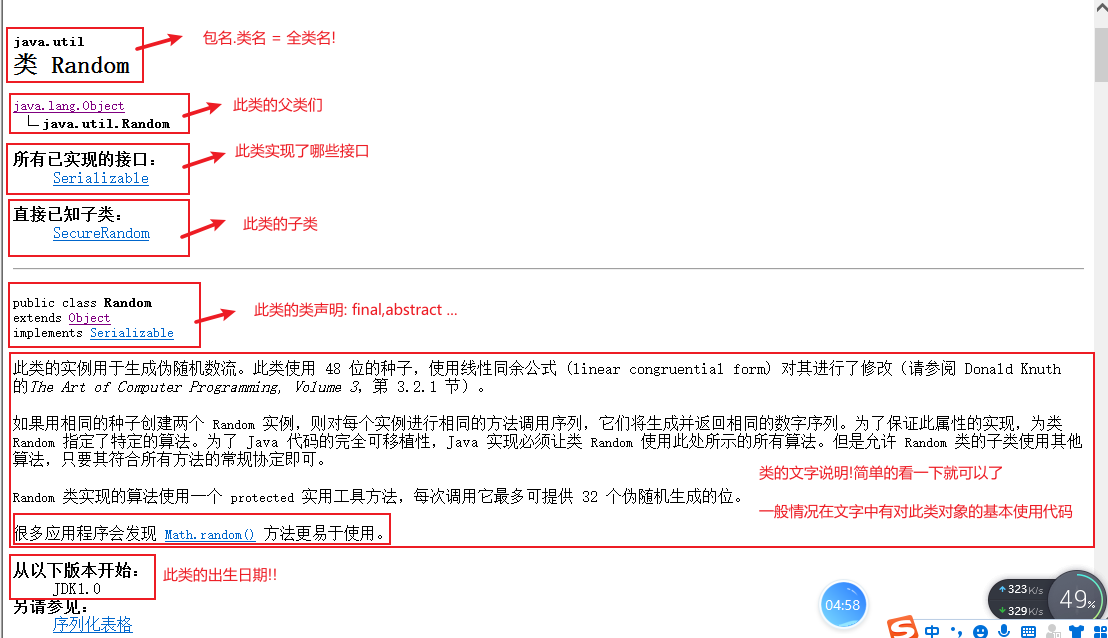 java.util
包名.类名 = 全类名!
类 Random
java.lang.Object
此类的父类们
java.util.Random
所有已实现的接口：
此类实现了哪些接口
Serializable
直接已知子类：
此类的子类
SecureRandom
public class Random
extends Object
此类的类声明: final,abstract ...
implements Serializable
此类的实例用于生成伪随机数流。此类使用 48 位的种子，使用线性同余公式 (linear congruential form) 对其进行了修改（请参阅 Donald Knuth
的The Art of Computer Programming, Volume 3，第 3.2.1 节）。
如果用相同的种子创建两个 Random 实例，则对每个实例进行相同的方法调用序列，它们将生成并返回相同的数字序列。为了保证此属性的实现，为类
Random 指定了特定的算法。为了 Java 代码的完全可移植性，Java 实现必须让类 Random 使用此处所示的所有算法。但是允许 Random 类的子类使用其他
算法，只要其符合所有方法的常规协定即可。
类的文字说明!简单的看一下就可以了
Random 类实现的算法使用一个 protected 实用工具方法，每次调用它最多可提供 32 个伪随机生成的位。
一般情况在文字中有对此类对象的基本使用代码
很多应用程序会发现 Math.random() 方法更易于使用。
从以下版本开始：
此类的出生日期!!
JDK1.0
另请参见：
序列化表格
04:58
323K/s
329K/s
49%
中